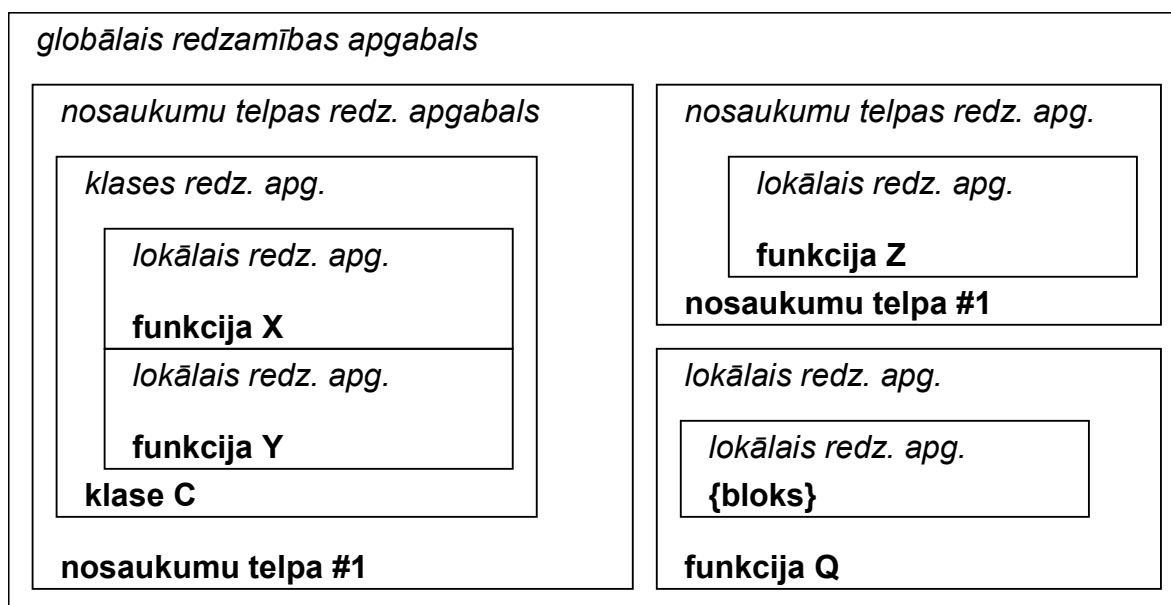 globālais redzamības apgabals
nosaukumu telpas redz. apgabals
klases redz. apg.
lokālais redz. apg.
funkcija X
lokālais redz. apg.
funkcija Y
klase C
nosaukumu telpa #1
nosaukumu telpas redz. apg.
lokālais redz. apg.
funkcija Z
nosaukumu telpa #1
lokālais redz. apg.
lokālais redz. apg.
{bloks}
funkcija Q